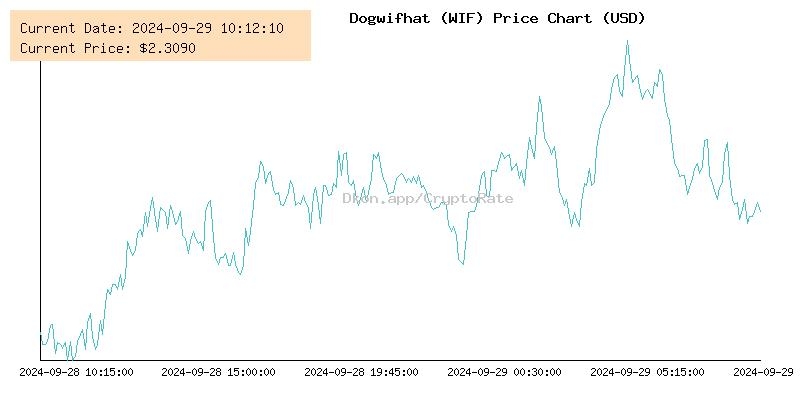 Dogwifhat (WIF) Price Chart (USD)
Current Date: 2024-09-29 10:12:10
Current Price: $2.3090
Dkon.app/CryptoRate
2024-09-28 10:15:00 2024-09-28 15:00:00 2024-09-28 19:45:00 2024-09-29 00:30:00 2024-09-29 05:15:00 2024-09-29